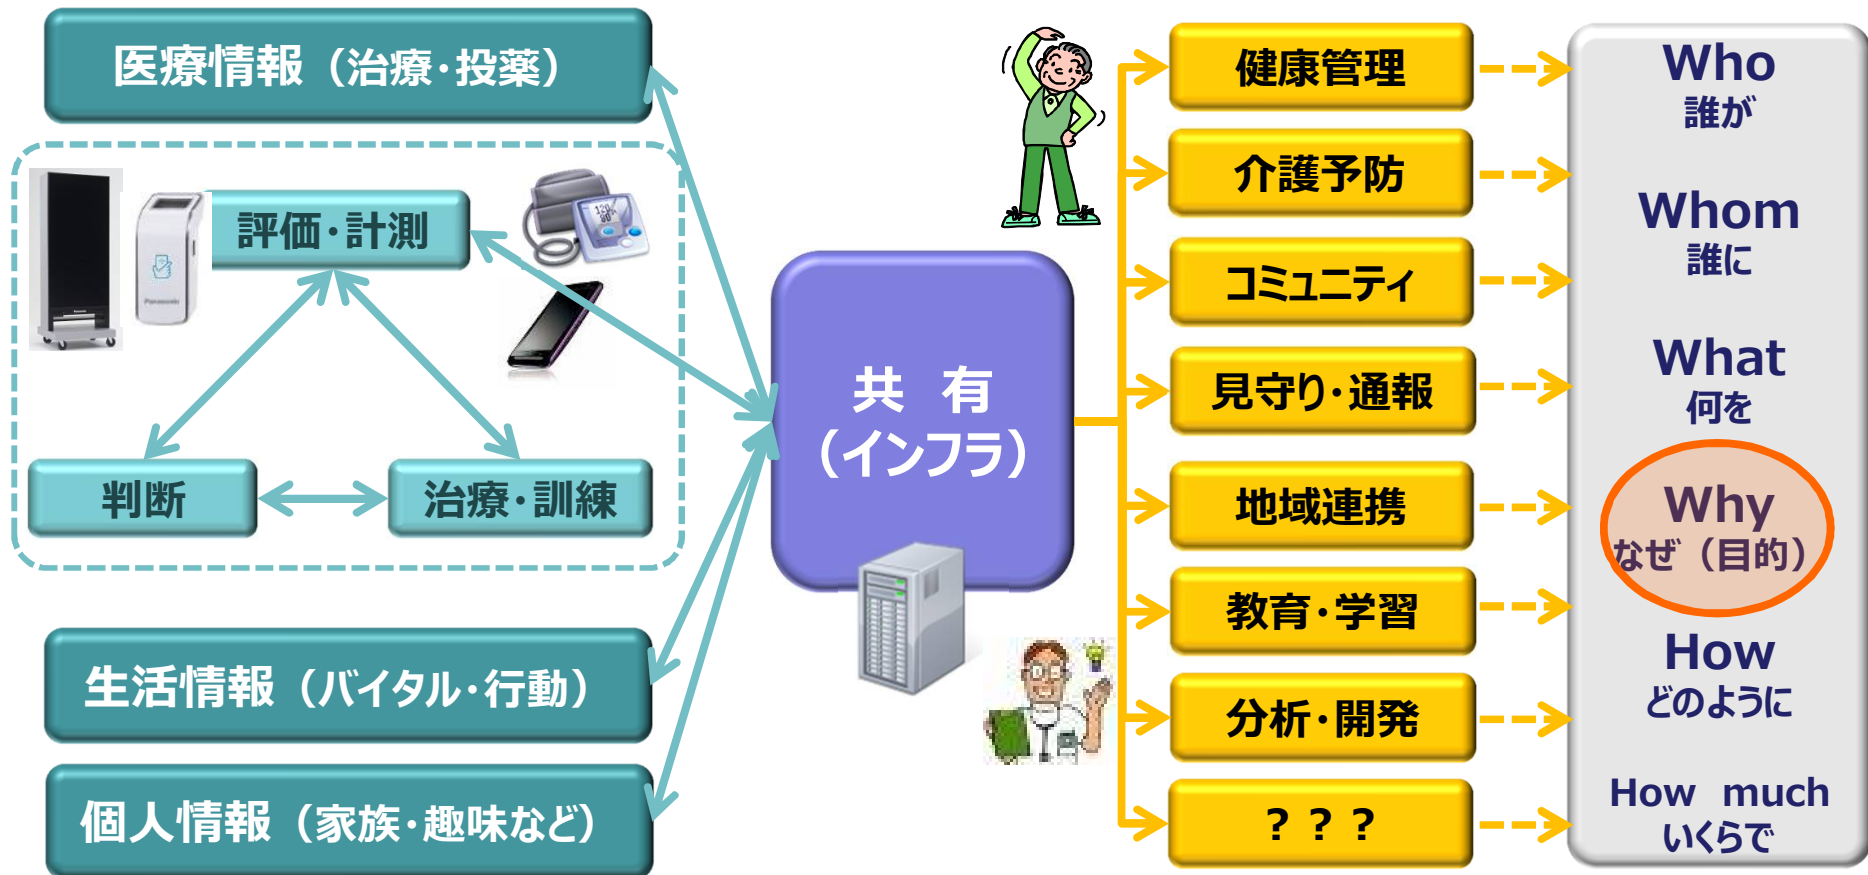 医療情報（治療・投薬）
評価・計測
Panasonic
判断
治療・訓練
生活情報（バイタル・行動）
個人情報（家族・趣味など）
共 有
（インフラ）
健康管理
介護予防
コミュニティ
見守り・通報
地域連携
教育・学習
分析・開発
？？？
Who
誰が
Whom
誰に
What
何を
Why
なぜ（目的）
How
どのように
How much
いくらで